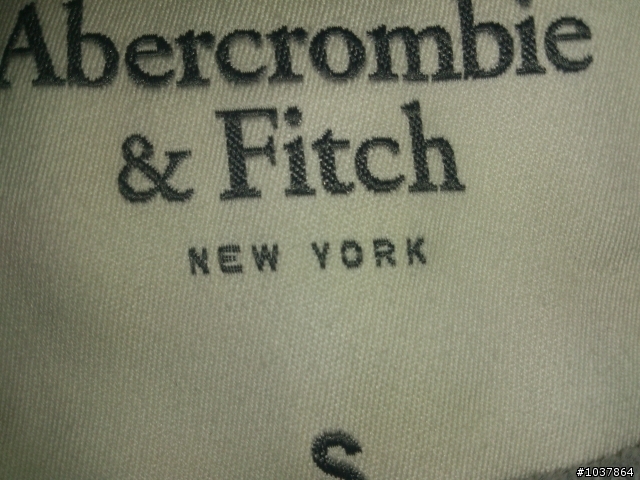 Abercrombie
& Fitch
NEW YORK
S
#1037864